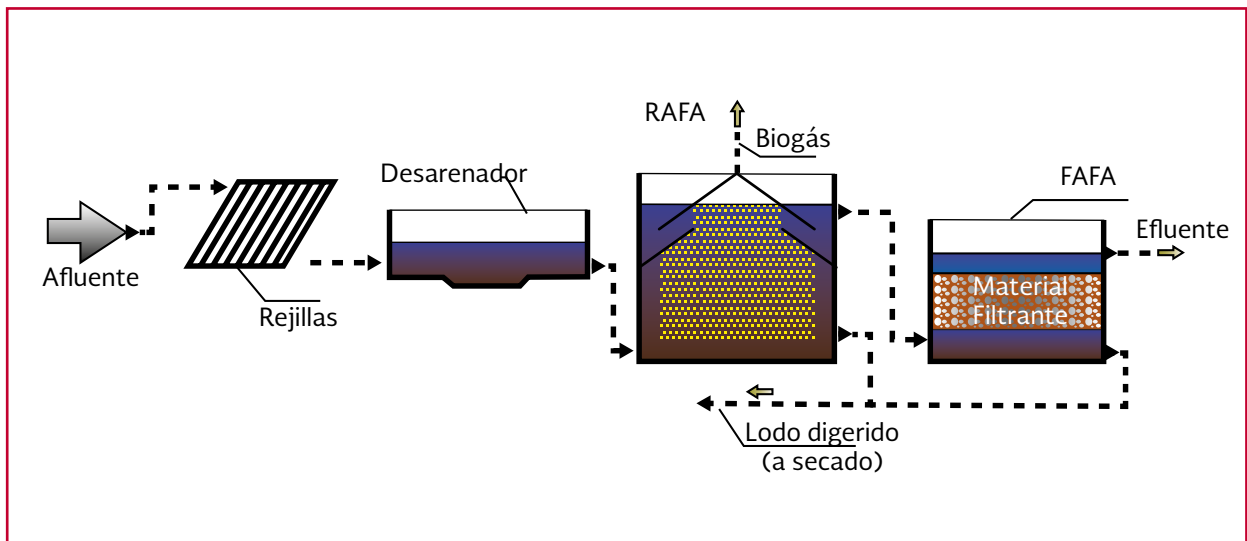 Afluente
Rejillas
Desarenador
RAFA
Biogás
FAFA
Efluente
Material
Filtrante
Lodo digerido
(a secado)